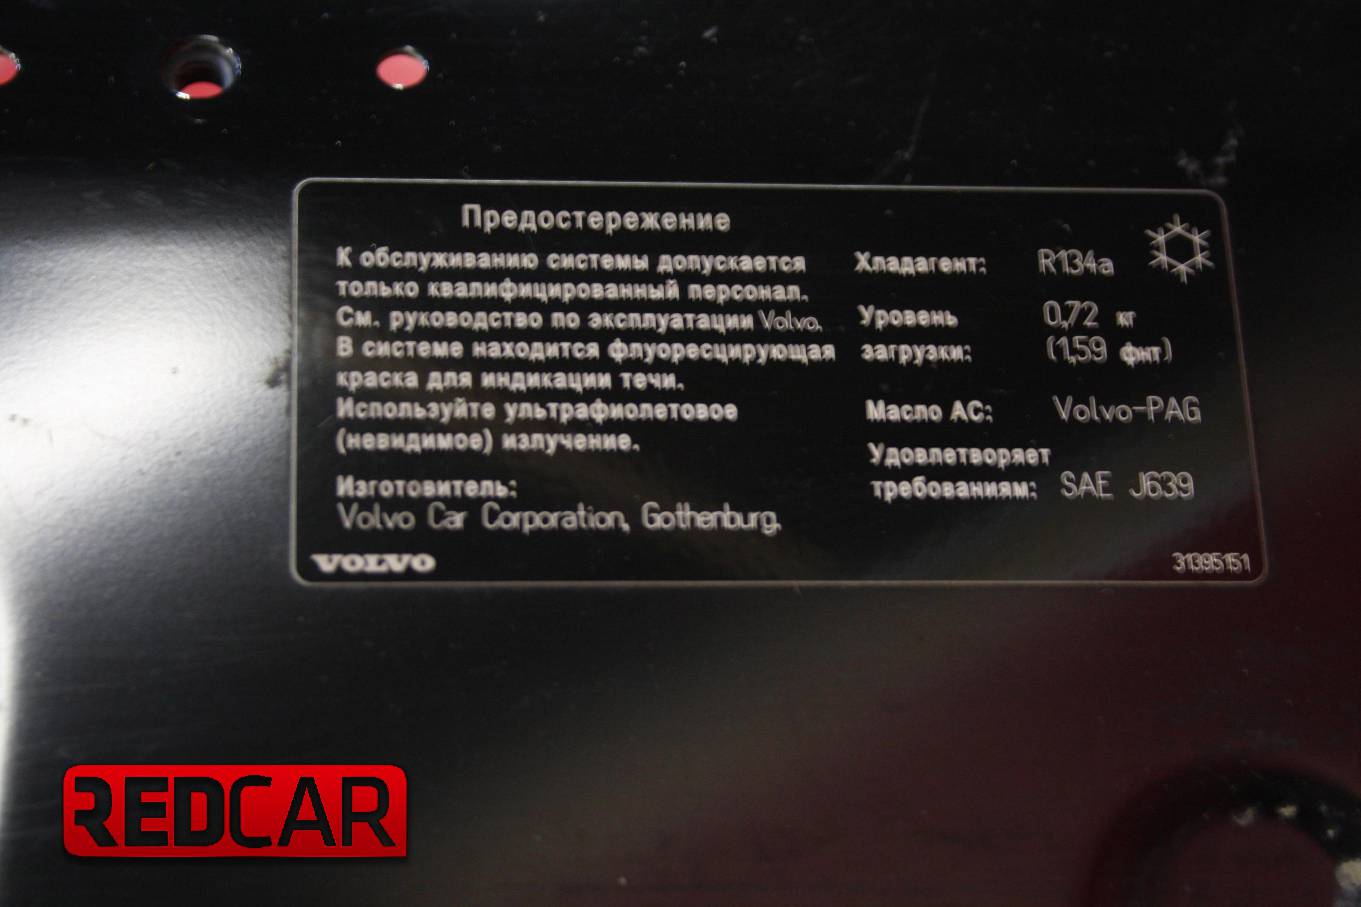 Предостережение
К обслуживанию системы допускается
только квалифицированный персонал.
См. руководство по эксплуатации Volvo.
В системе находится флуоресцирующая
краска для индикации течи.
Используйте ультрафиолетовое
(невидимое) излучение.
Изготовитель:
Volvo Car Corporation, Gothenburg.
VOLVO
Хладагент: R134a
Уровень 0,72 кг
загрузки: (1,59 фнт)
Масло AC: Volvo-PAG
Удовлетворяет
требованиям: SAE J639
31395151
REDCAR